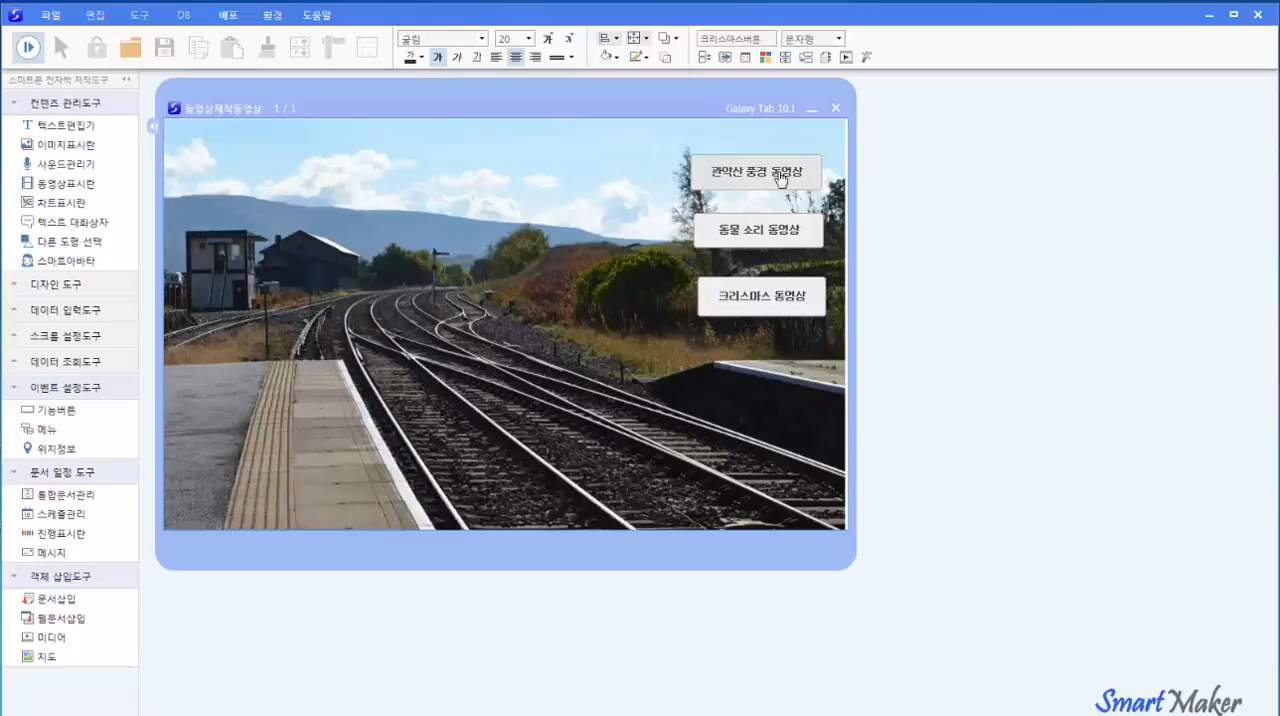 파일 편집 도구 DB 배포 환경 도움말
굴림 20 가 가 크리스마스버튼 문자형
가 가 가 가
스마트폰 전자책 저작도구
컨텐츠 관리도구
텍스트편집기
이미지표시란
사운드관리기
동영상표시란
차트표시란
텍스트 대화상자
다른 도형 선택
스마트아바타
디자인 도구
데이터 입력도구
스크롤 설정도구
데이터 조회도구
이벤트 설정도구
기능버튼
메뉴
위치정보
문서 일정 도구
통합문서관리
스케쥴관리
진행표시란
메시지
객체 삽입도구
문서삽입
웹문서삽입
미디어
지도
동영상제작동영상 1 / 1 Galaxy Tab 10.1
관악산 풍경 동영상
동물 소리 동영상
크리스마스 동영상
SmartMaker